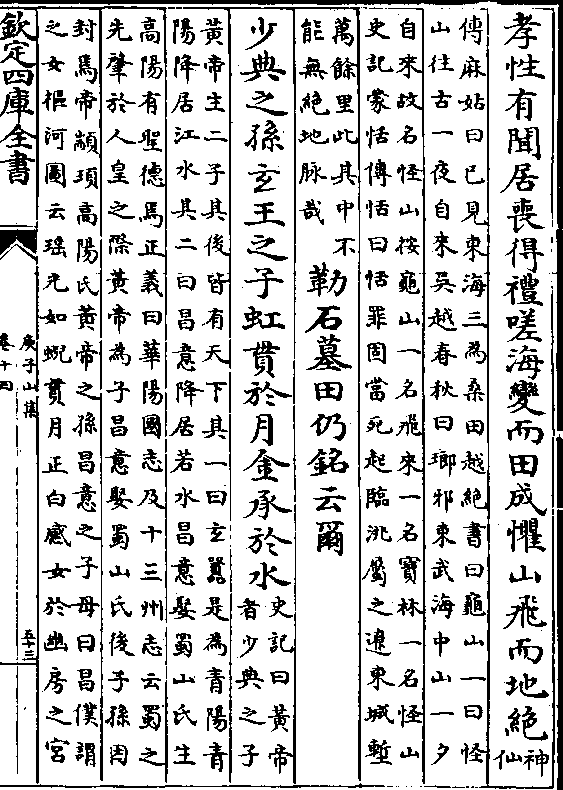 孝性有聞居喪得禮嗟海變而田成懼山飛而地絶神仙
傳麻姑曰已見東海三為桑田越絶書曰龜山一曰怪
山往古一夜自來吳越春秋曰瑯邪東武海中山一夕
自來故名怪山按龜山一名飛來一名寶林一名怪山
史記蒙恬傳恬曰恬罪固當死起臨洮屬之遼東城塹
萬餘里此其中不
能無絶地脉哉
勒石墓田仍銘云爾
少典之孫玄王之子虹貫於月金承於水史記曰黄帝
者少典之子
黄帝生二子其後皆有天下其一曰玄囂是為青陽青
陽降居江水其二曰昌意降居若水昌意娶蜀山氏生
高陽有聖德焉正義曰華陽國志及十三州志云蜀之
先肇於人皇之際黄帝為子昌意娶蜀山氏後子孫因
封焉帝顓頊高陽氏黄帝之孫昌意之子母曰昌僕謂
之女樞河圖云瑶光如蜺貫月正白感女於幽房之宮
欽定四庫全書
庾子山集
卷十四
五十三